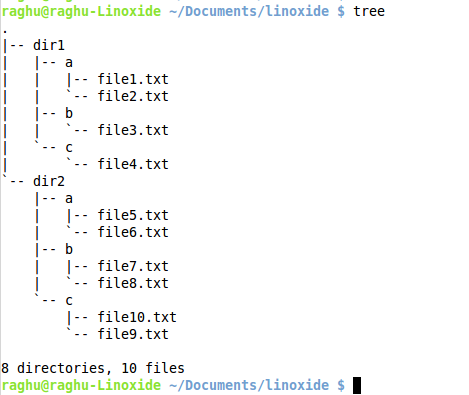 raghu@raghu-Linoxide ~/Documents/linoxide $ tree
.
|-- dir1
|   |-- a
|   |   |-- file1.txt
|   |   `-- file2.txt
|   |-- b
|   |   `-- file3.txt
|   `-- c
|       `-- file4.txt
`-- dir2
    |-- a
    |   |-- file5.txt
    |   `-- file6.txt
    |-- b
    |   |-- file7.txt
    |   `-- file8.txt
    `-- c
        |-- file10.txt
        `-- file9.txt

8 directories, 10 files
raghu@raghu-Linoxide ~/Documents/linoxide $